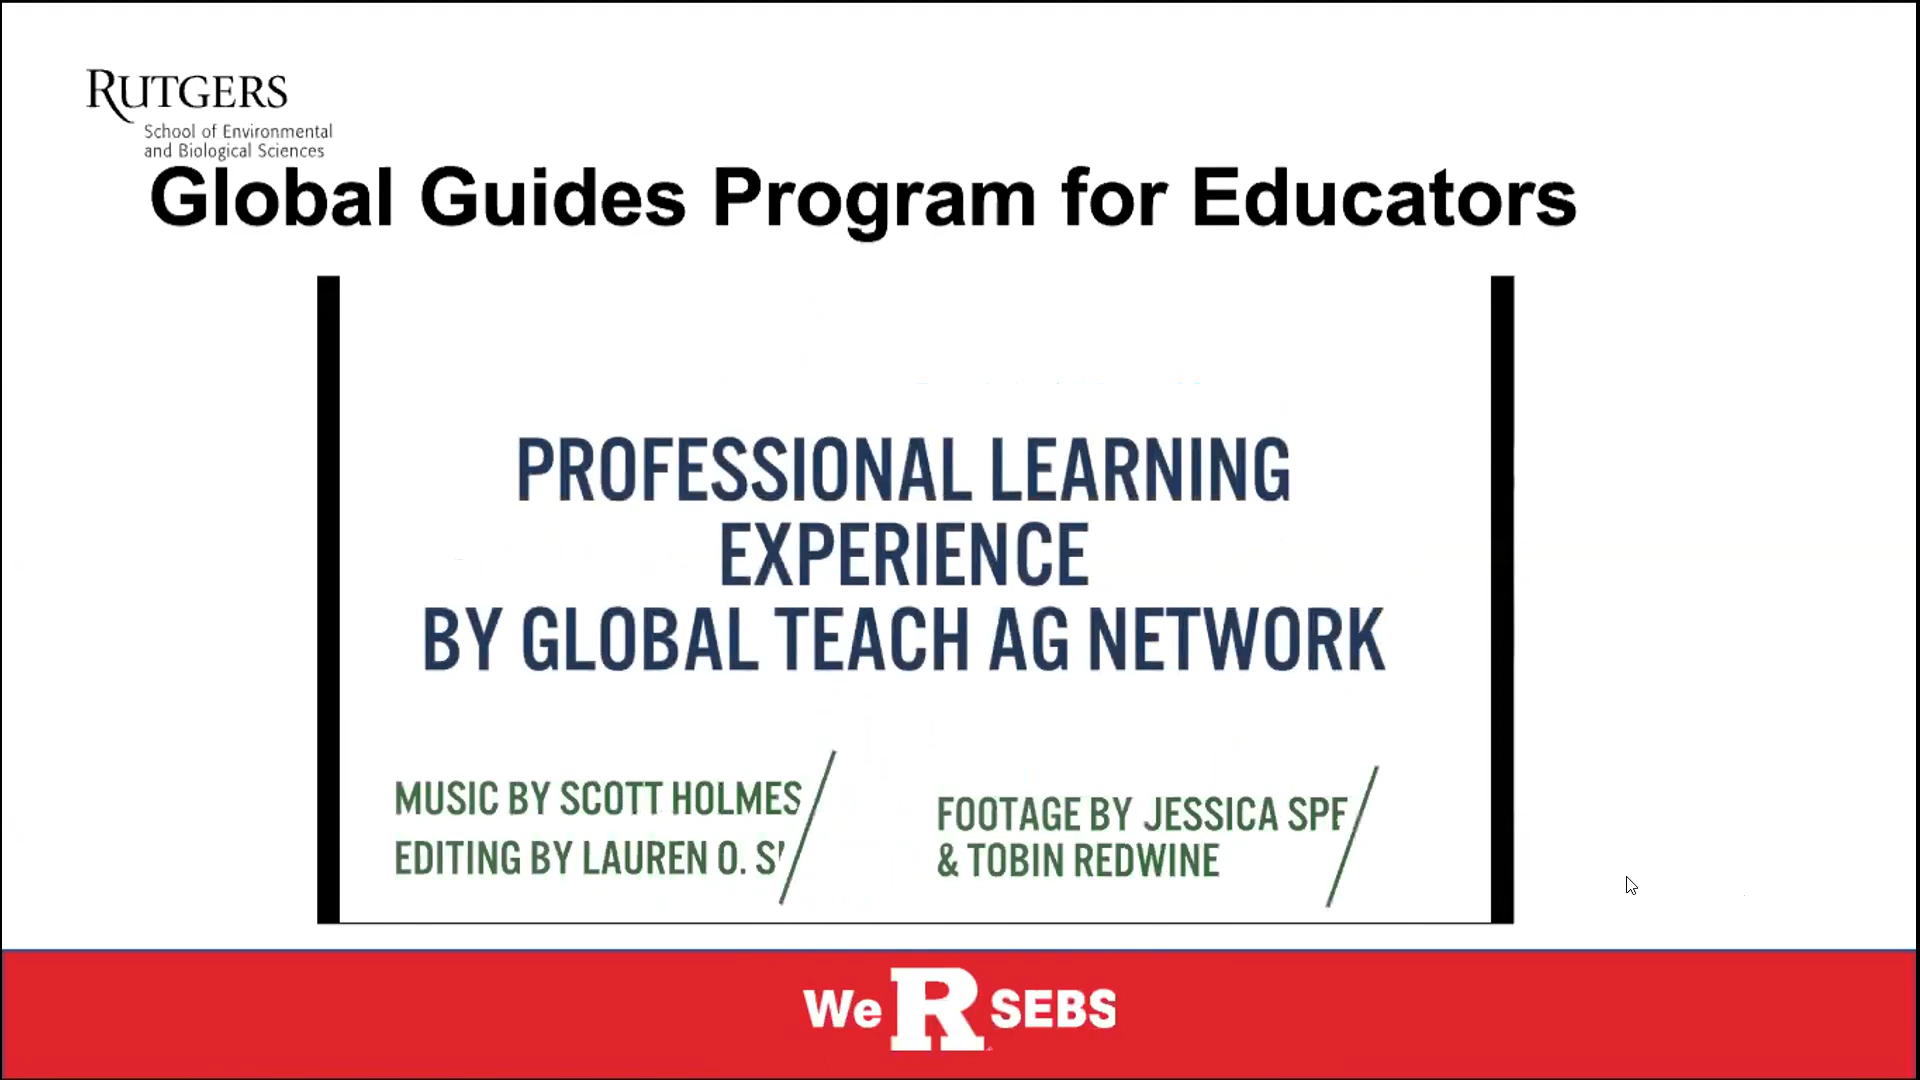 RUTGERS
School of Environmental
and Biological Sciences
Global Guides Program for Educators
PROFESSIONAL LEARNING
EXPERIENCE
BY GLOBAL TEACH AG NETWORK
MUSIC BY SCOTT HOLMES
EDITING BY LAUREN O.
FOOTAGE BY JESSICA
& TOBIN REDWINE
We R SEBS